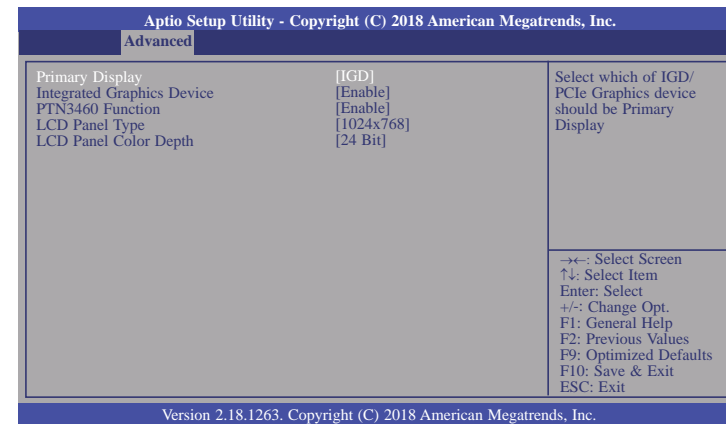 Aptio Setup Utility - Copyright (C) 2018 American Megatrends, Inc.
Advanced
Primary Display [IGD]
Integrated Graphics Device [Enable]
PTN3460 Function [Enable]
LCD Panel Type [1024x768]
LCD Panel Color Depth [24 Bit]
Select which of IGD/
PCIe Graphics device
should be Primary
Display
→←: Select Screen
↑↓: Select Item
Enter: Select
+/-: Change Opt.
F1: General Help
F2: Previous Values
F9: Optimized Defaults
F10: Save & Exit
ESC: Exit
Version 2.18.1263. Copyright (C) 2018 American Megatrends, Inc.